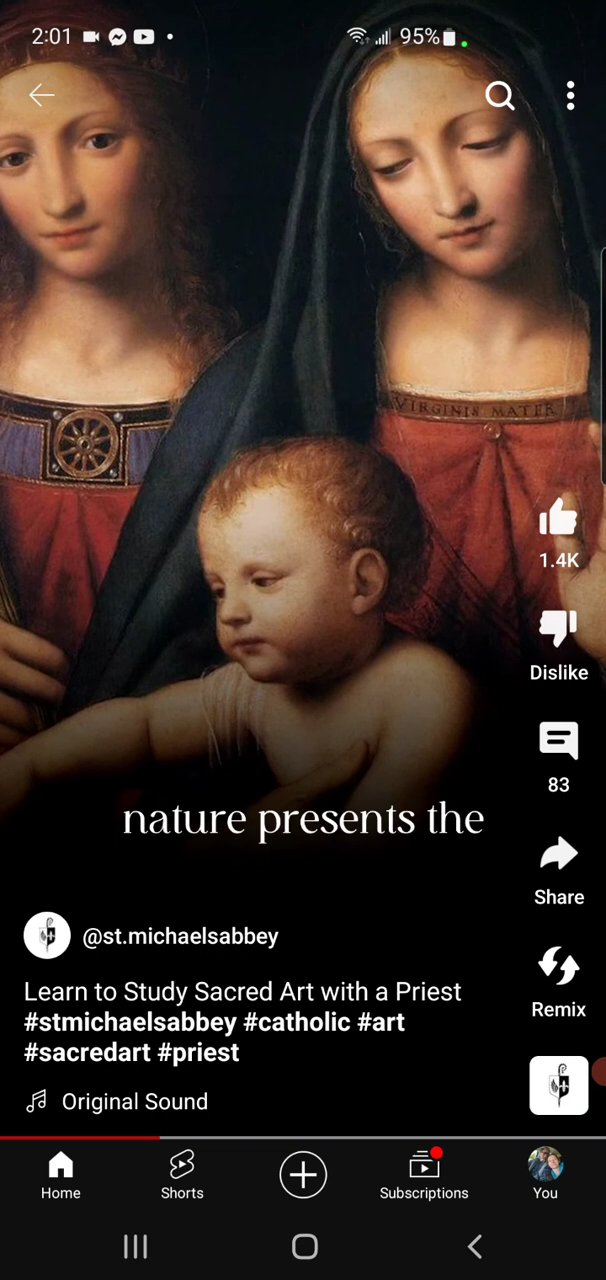 2:01
95%
VIRGINIS MATER
1.4K
Dislike
83
nature presents the
Share
@st.michaelsabbey
Learn to Study Sacred Art with a Priest
#stmichaelsabbey #catholic #art
#sacredart #priest
Remix
Original Sound
Home
Shorts
Subscriptions
You